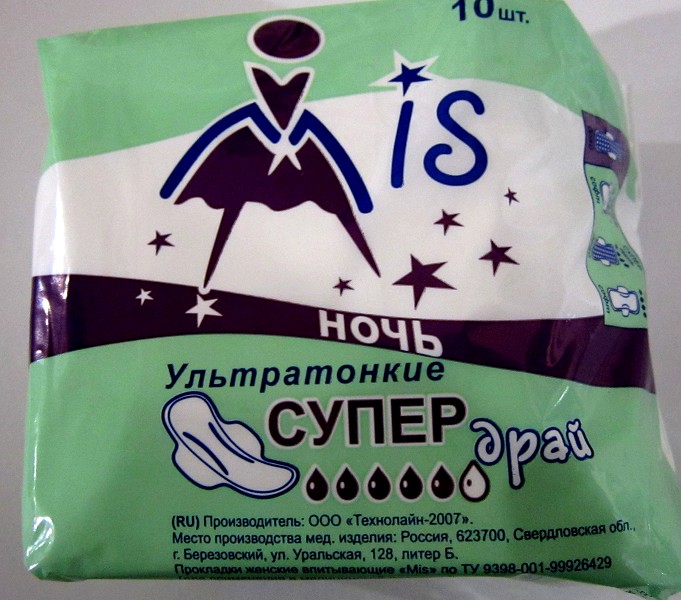 10 шт.
Mis
НОЧЬ
Ультратонкие
СУПЕР
драй
(RU) Производитель: ООО «Технолайн-2007».
Место производства мед. изделия: Россия, 623700, Свердловская обл.,
г. Березовский, ул. Уральская, 128, литер Б.
Прокладки женские впитывающие «Mis» по ТУ 9398-001-99926429